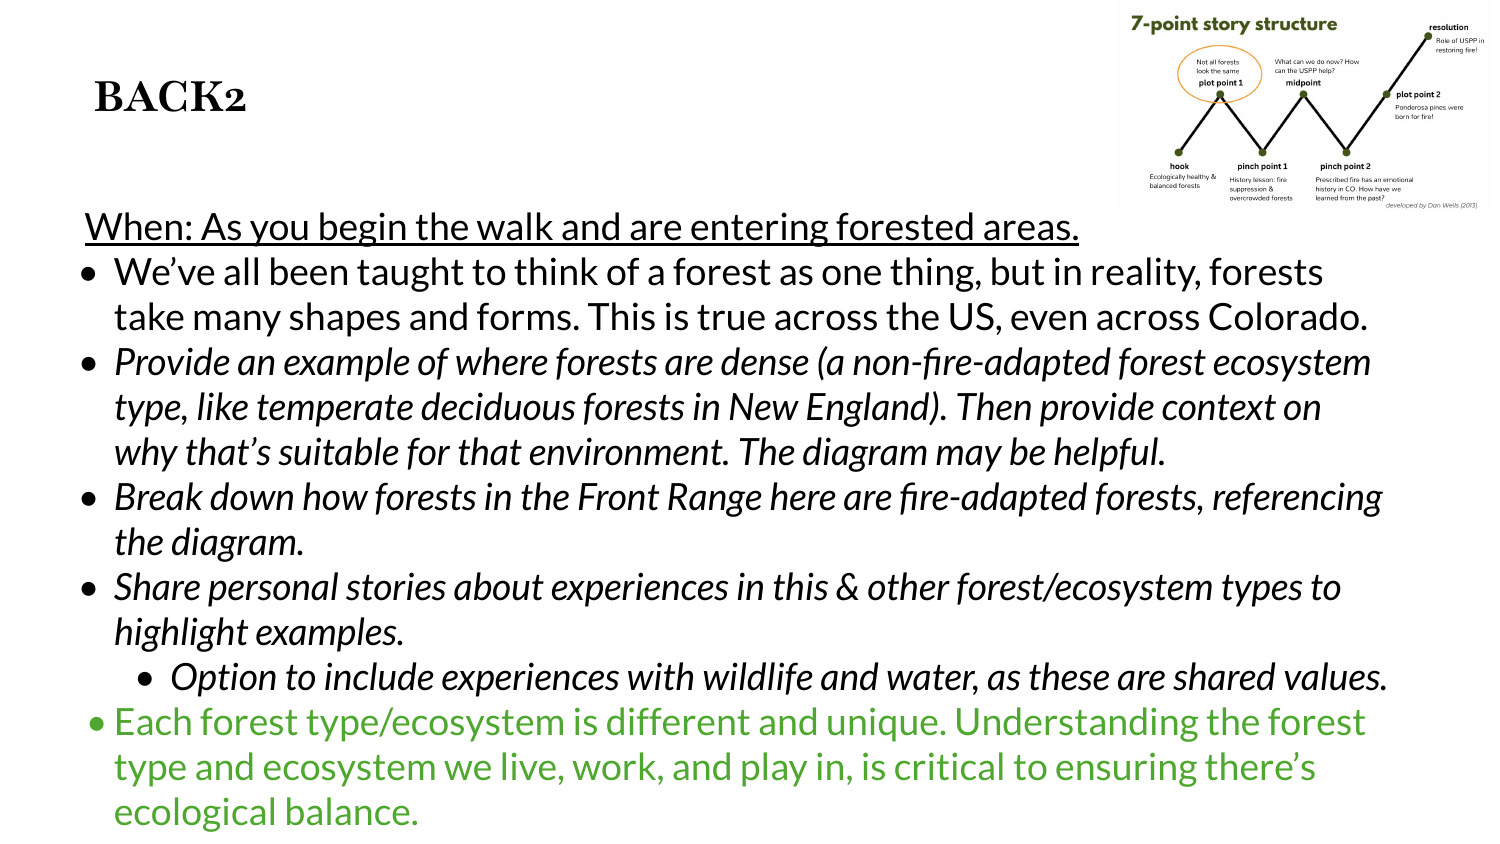 7-point story structure
resolution
Role of USPP in
restoring fire!
Not all forests
look the same
plot point 1
What can we do now? How
can the USPP help?
midpoint
plot point 2
Ponderosa pines were
born for fire!
hook
Ecologically healthy &
balanced forests
pinch point 1
History lesson: fire
suppression &
overcrowded forests
pinch point 2
Prescribed fire has an emotional
history in CO. How have we
learned from the past?
developed by Dan Wells (2013)
BACK2
When: As you begin the walk and are entering forested areas.
• We’ve all been taught to think of a forest as one thing, but in reality, forests
take many shapes and forms. This is true across the US, even across Colorado.
• Provide an example of where forests are dense (a non-fire-adapted forest ecosystem
type, like temperate deciduous forests in New England). Then provide context on
why that’s suitable for that environment. The diagram may be helpful.
• Break down how forests in the Front Range here are fire-adapted forests, referencing
the diagram.
• Share personal stories about experiences in this & other forest/ecosystem types to
highlight examples.
• Option to include experiences with wildlife and water, as these are shared values.
• Each forest type/ecosystem is different and unique. Understanding the forest
type and ecosystem we live, work, and play in, is critical to ensuring there’s
ecological balance.